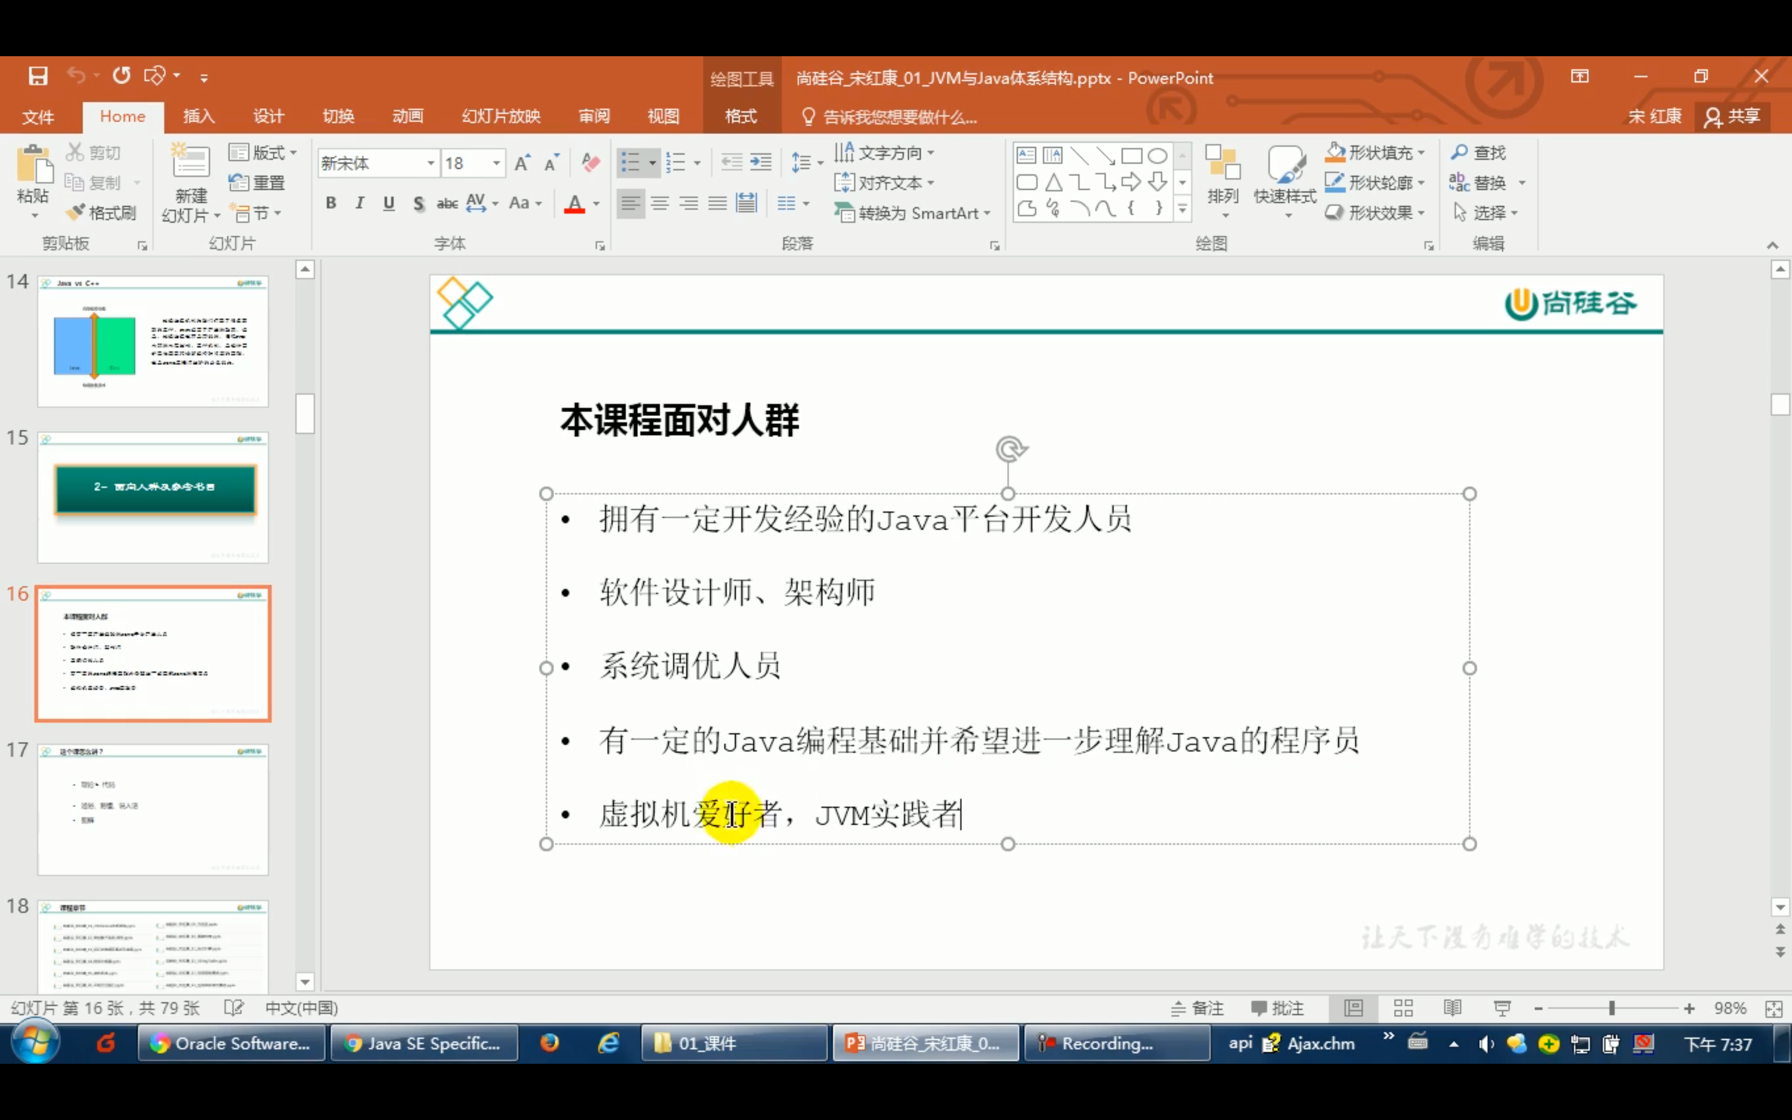 绘图工具
尚硅谷_宋红康_01_JVM与Java体系结构.pptx - PowerPoint
文件
Home
插入
设计
切换
动画
幻灯片放映
审阅
视图
格式
告诉我您想要做什么...
宋 红康
共享
粘贴
剪切
复制
格式刷
剪贴板
新建
幻灯片
版式
重置
节
幻灯片
新宋体
18
B I U S abc AV Aa A
字体
文字方向
对齐文本
转换为 SmartArt
段落
排列
快速样式
形状填充
形状轮廓
形状效果
绘图
查找
替换
选择
编辑
14
Java vs C++
15
2- 面向人群及参考书目
16
本课程面对人群
17
这个课怎么讲？
18
课程章节
尚硅谷
本课程面对人群
• 拥有一定开发经验的Java平台开发人员
• 软件设计师、架构师
• 系统调优人员
• 有一定的Java编程基础并希望进一步理解Java的程序员
• 虚拟机爱好者，JVM实践者
让天下没有难学的技术
幻灯片 第 16 张，共 79 张
中文(中国)
备注
批注
98%
Oracle Software...
Java SE Specific...
01_课件
尚硅谷_宋红康_0...
Recording...
api
Ajax.chm
下午 7:37